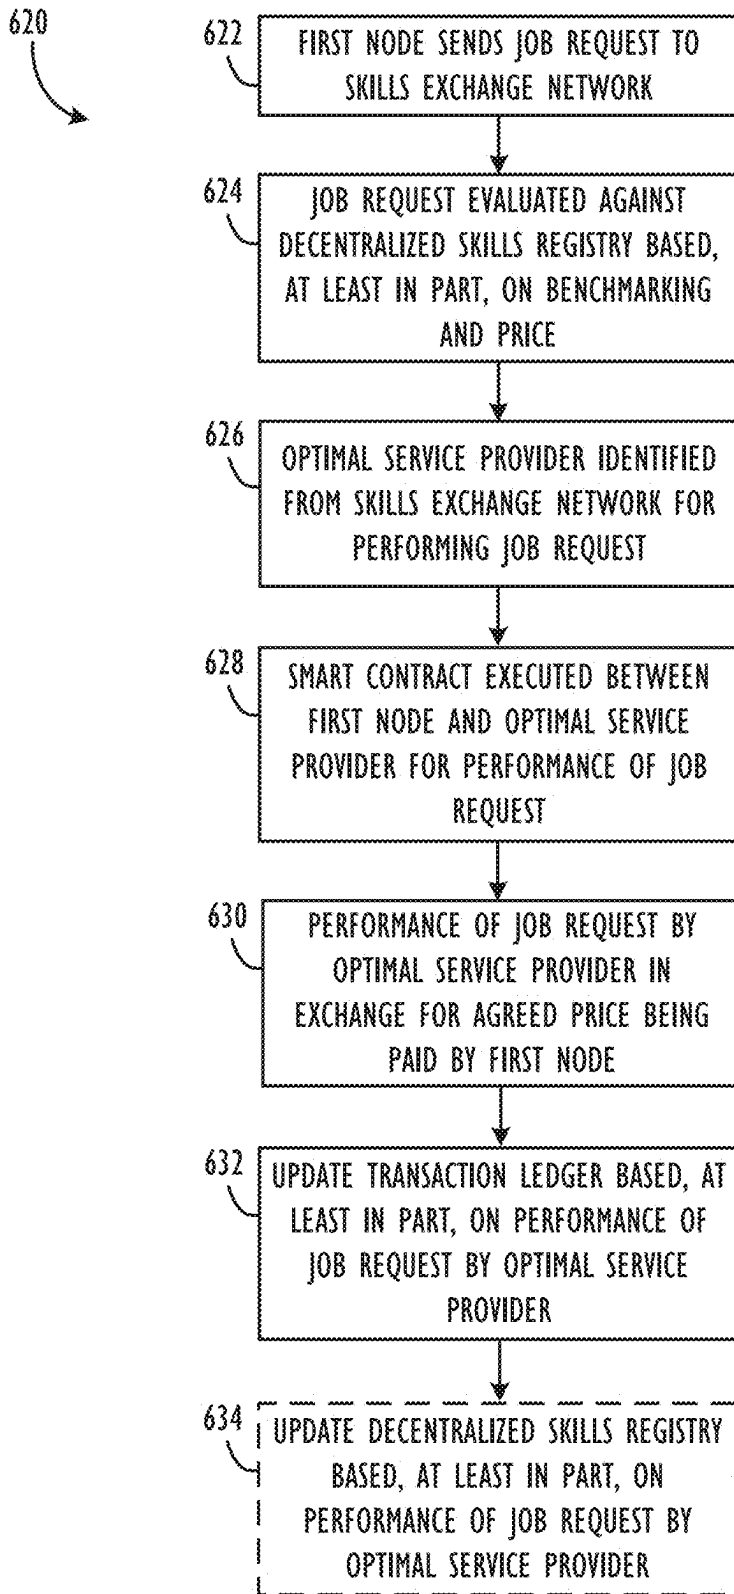 620
622
FIRST NODE SENDS JOB REQUEST TO
SKILLS EXCHANGE NETWORK
624
JOB REQUEST EVALUATED AGAINST
DECENTRALIZED SKILLS REGISTRY BASED,
AT LEAST IN PART, ON BENCHMARKING
AND PRICE
626
OPTIMAL SERVICE PROVIDER IDENTIFIED
FROM SKILLS EXCHANGE NETWORK FOR
PERFORMING JOB REQUEST
628
SMART CONTRACT EXECUTED BETWEEN
FIRST NODE AND OPTIMAL SERVICE
PROVIDER FOR PERFORMANCE OF JOB
REQUEST
630
PERFORMANCE OF JOB REQUEST BY
OPTIMAL SERVICE PROVIDER IN
EXCHANGE FOR AGREED PRICE BEING
PAID BY FIRST NODE
632
UPDATE TRANSACTION LEDGER BASED, AT
LEAST IN PART, ON PERFORMANCE OF
JOB REQUEST BY OPTIMAL SERVICE
PROVIDER
634
UPDATE DECENTRALIZED SKILLS REGISTRY
BASED, AT LEAST IN PART, ON
PERFORMANCE OF JOB REQUEST BY
OPTIMAL SERVICE PROVIDER